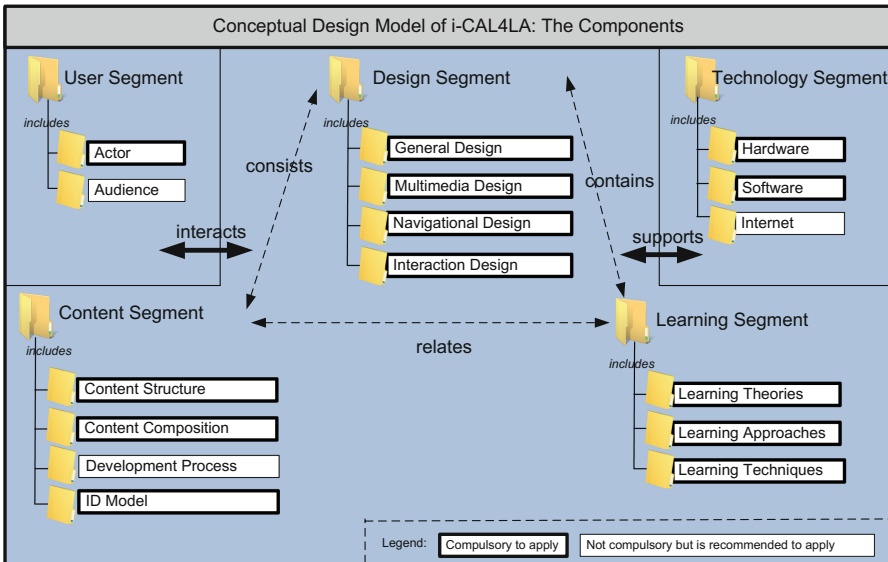 Conceptual Design Model of i-CAL4LA: The Components
User Segment
includes
Actor
Audience
Design Segment
includes
General Design
Multimedia Design
Navigational Design
Interaction Design
Technology Segment
includes
Hardware
Software
Internet
consists
contains
interacts
supports
Content Segment
includes
Content Structure
Content Composition
Development Process
ID Model
relates
Learning Segment
includes
Learning Theories
Learning Approaches
Learning Techniques
Legend: Compulsory to apply Not compulsory but is recommended to apply